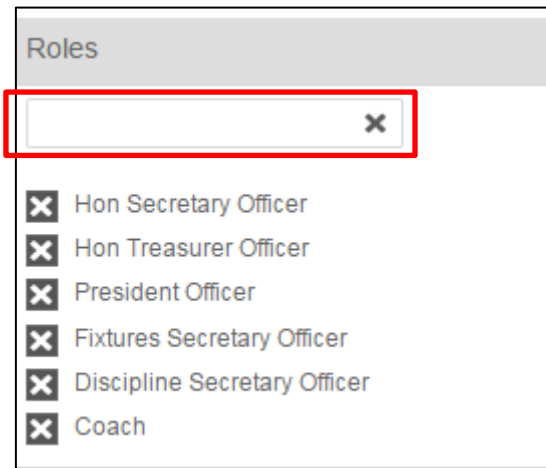 Roles
Hon Secretary Officer
Hon Treasurer Officer
President Officer
Fixtures Secretary Officer
Discipline Secretary Officer
Coach